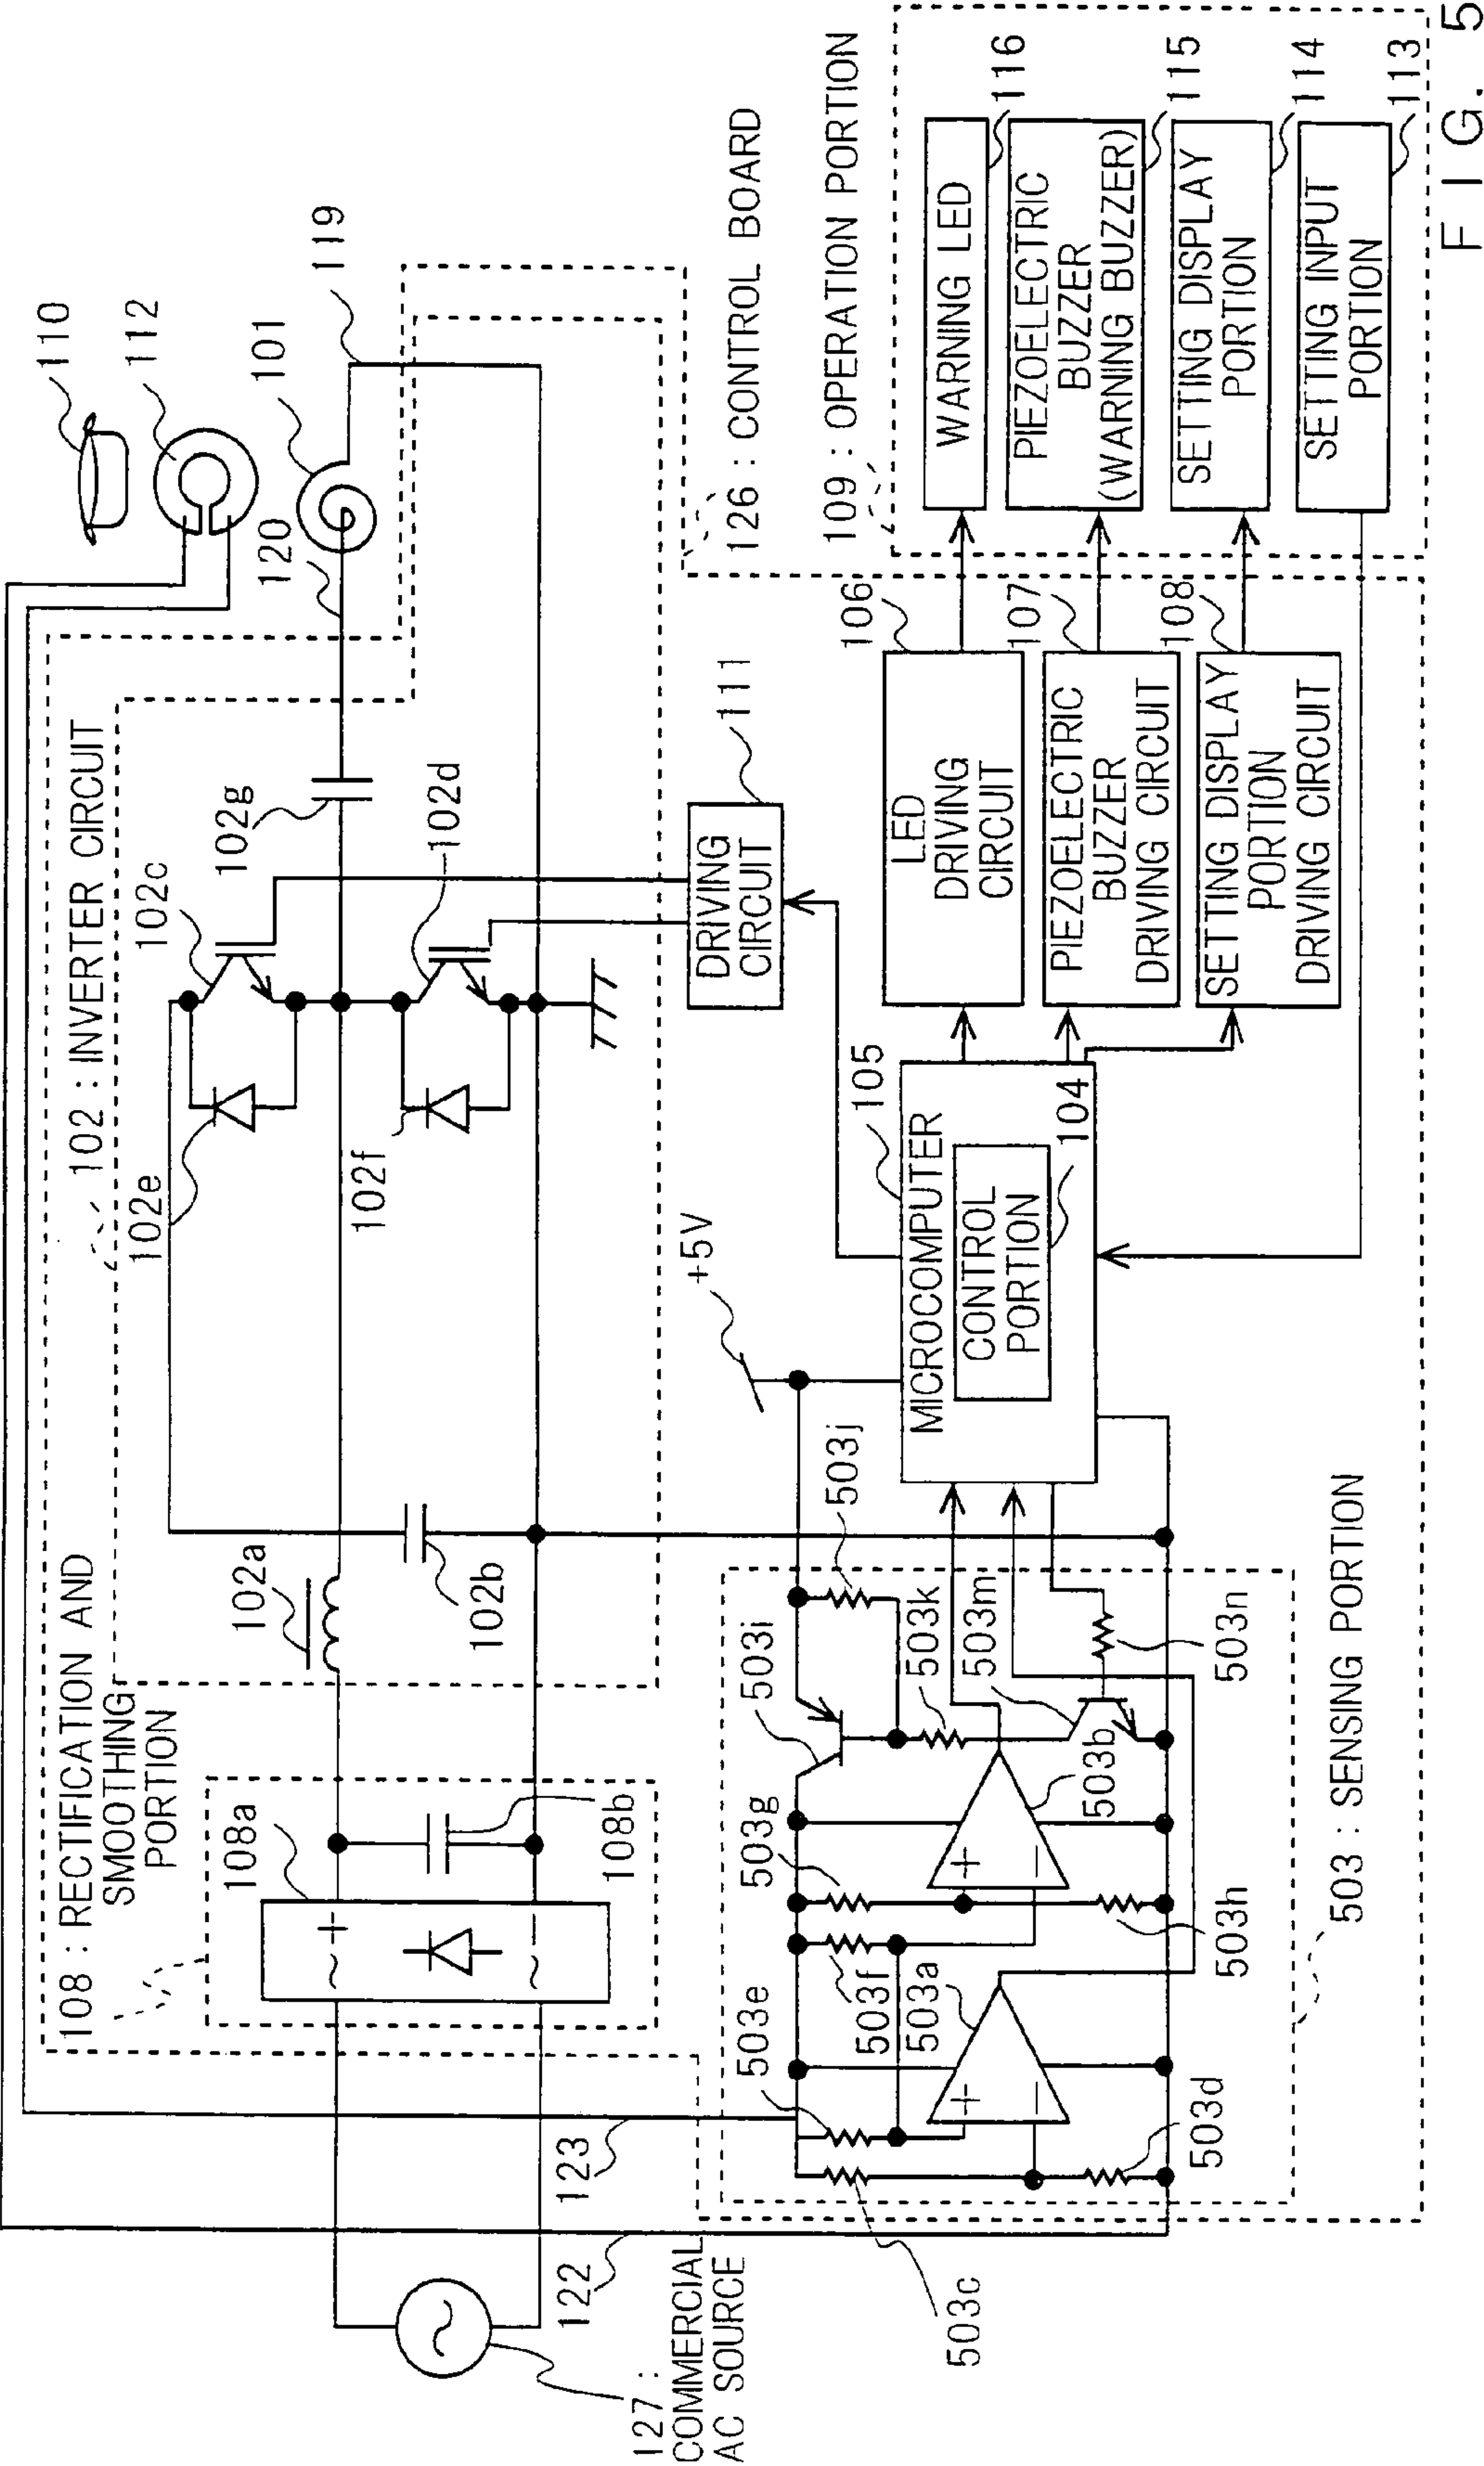 110
112
101
119
120
102 : INVERTER CIRCUIT
102c
102g
102d
102e
102f
102a
102b
108 : RECTIFICATION AND
SMOOTHING
PORTION
108a
+
−
~
~
108b
127 :
COMMERCIAL
AC SOURCE
122
123
126 : CONTROL BOARD
109 : OPERATION PORTION
111
DRIVING
CIRCUIT
+5V
105
MICROCOMPUTER
CONTROL
PORTION
104
106
LED
DRIVING
CIRCUIT
107
PIEZOELECTRIC
BUZZER
DRIVING CIRCUIT
108
SETTING DISPLAY
PORTION
DRIVING CIRCUIT
WARNING LED
116
PIEZOELECTRIC
BUZZER
(WARNING BUZZER)
115
SETTING DISPLAY
PORTION
114
SETTING INPUT
PORTION
113
503e
503f
503g
503i
503j
503k
503m
503n
503a
+
−
503b
+
−
503h
503d
503c
503 : SENSING PORTION
F I G. 5